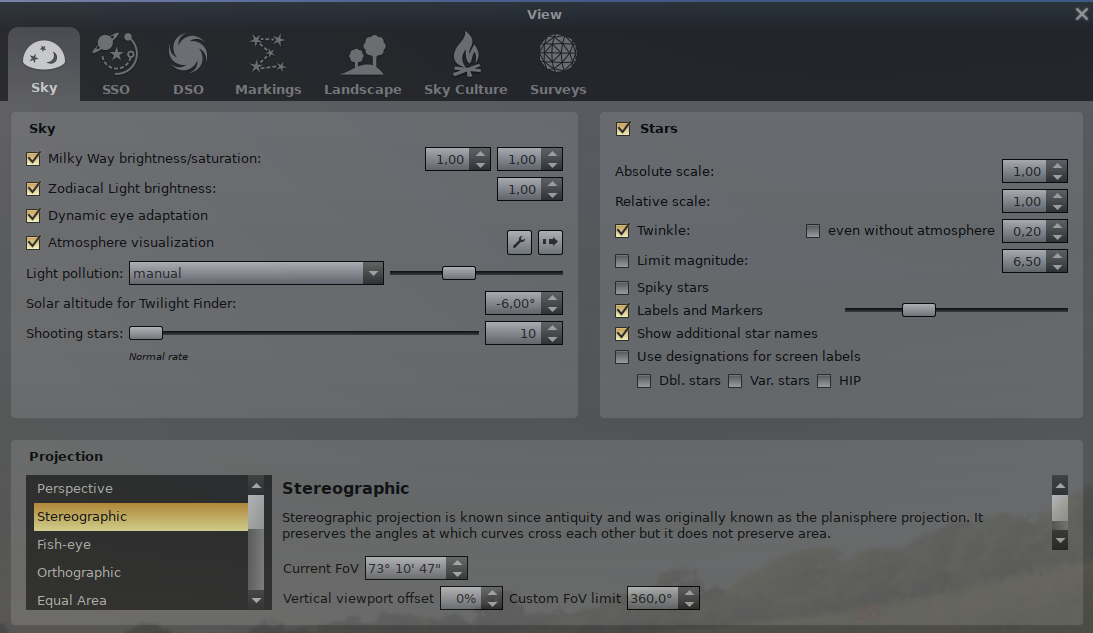 View
Sky SSO DSO Markings Landscape Sky Culture Surveys
Sky
Milky Way brightness/saturation: 1,00 1,00
Zodiacal Light brightness: 1,00
Dynamic eye adaptation
Atmosphere visualization
Light pollution: manual
Solar altitude for Twilight Finder: -6,00°
Shooting stars: 10
Normal rate
Stars
Absolute scale: 1,00
Relative scale: 1,00
Twinkle: even without atmosphere 0,20
Limit magnitude: 6,50
Spiky stars
Labels and Markers
Show additional star names
Use designations for screen labels
Dbl. stars Var. stars HIP
Projection
Perspective
Stereographic
Fish-eye
Orthographic
Equal Area
Stereographic
Stereographic projection is known since antiquity and was originally known as the planisphere projection. It
preserves the angles at which curves cross each other but it does not preserve area.
Current FoV 73° 10' 47"
Vertical viewport offset 0% Custom FoV limit 360,0°